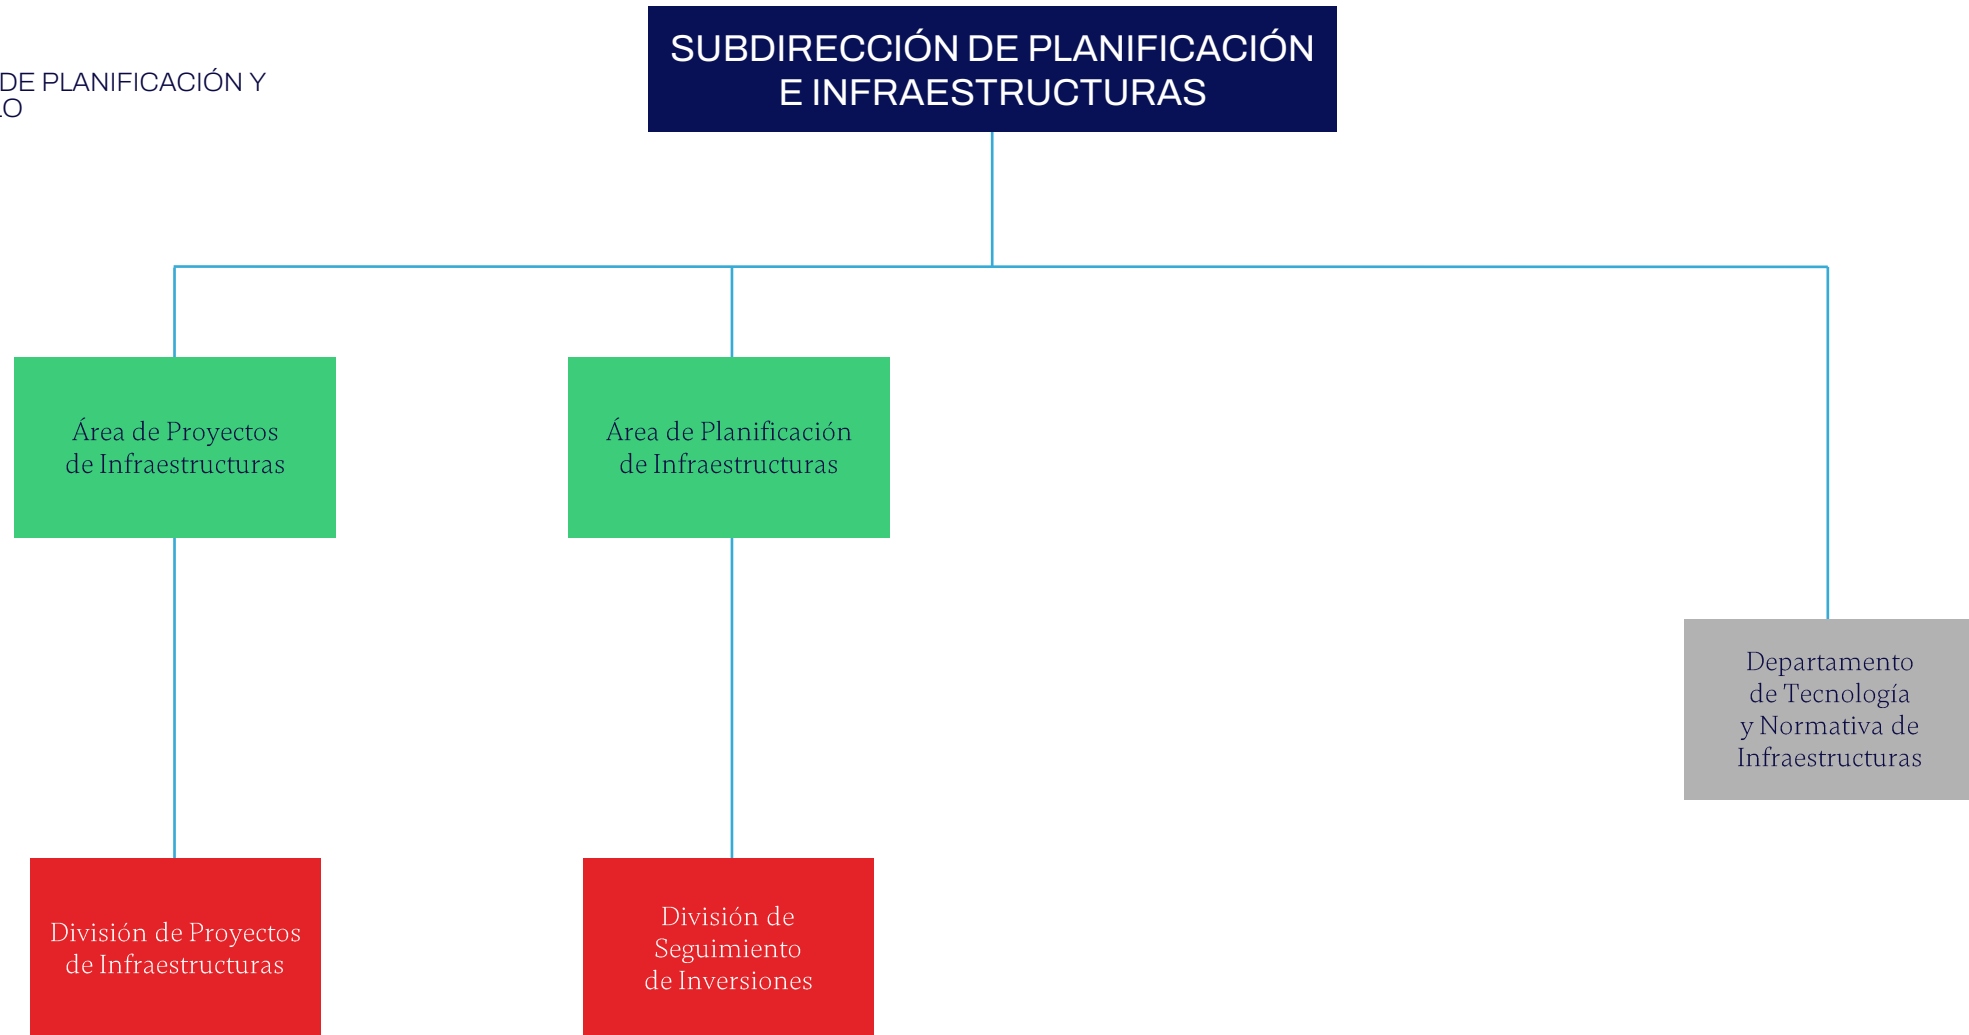 DE PLANIFICACIÓN Y
LO
SUBDIRECCIÓN DE PLANIFICACIÓN
E INFRAESTRUCTURAS
Área de Proyectos
de Infraestructuras
Área de Planificación
de Infraestructuras
Departamento
de Tecnología
y Normativa de
Infraestructuras
División de Proyectos
de Infraestructuras
División de
Seguimiento
de Inversiones